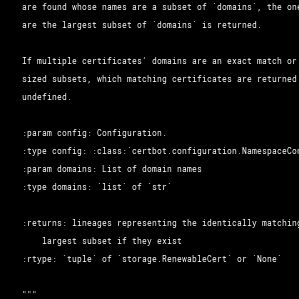 are found whose names are a subset of `domains`, the one
are the largest subset of `domains` is returned.
If multiple certificates' domains are an exact match or
sized subsets, which matching certificates are returned
undefined.
:param config: Configuration.
:type config: :class:`certbot.configuration.NamespaceCon
:param domains: List of domain names
:type domains: `list` of `str`
:returns: lineages representing the identically matching
largest subset if they exist
:rtype: `tuple` of `storage.RenewableCert` or `None`
"""